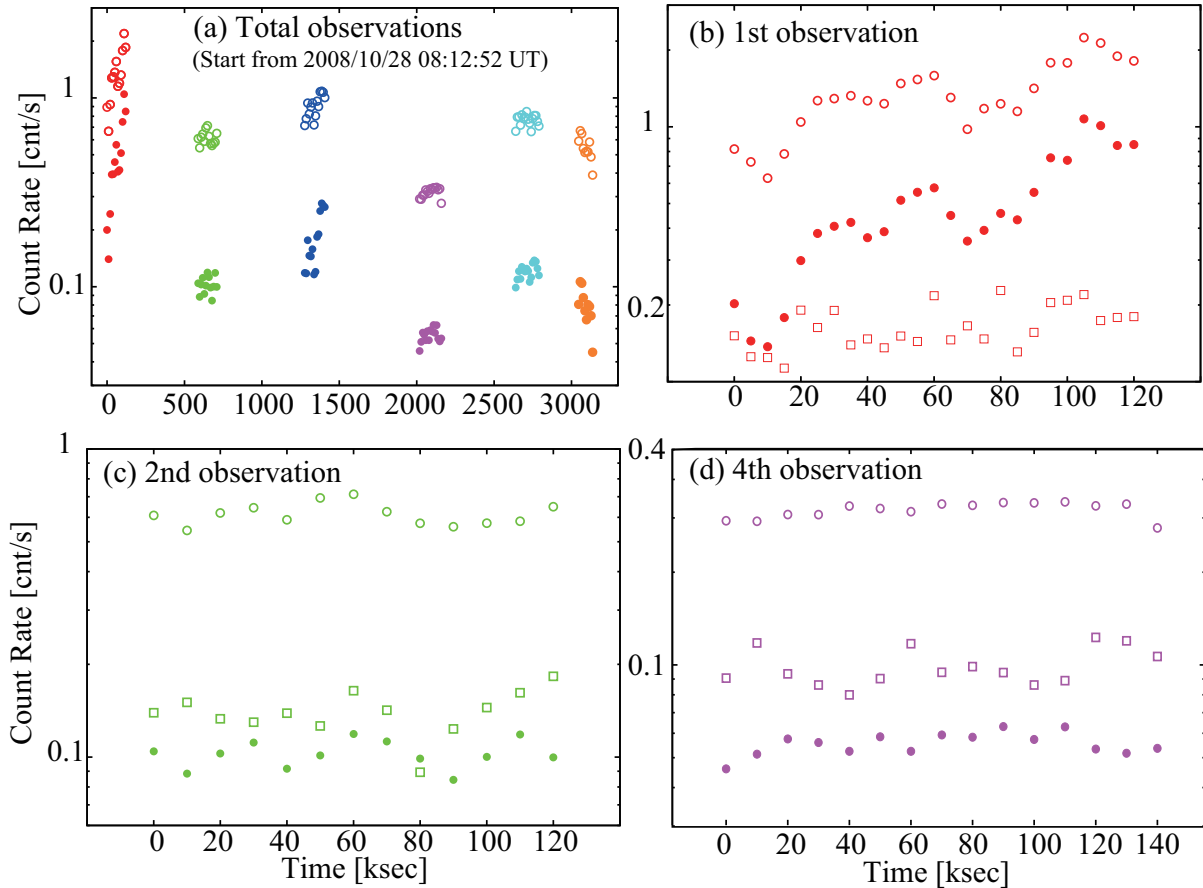 (a) Total observations
(Start from 2008/10/28 08:12:52 UT)
Count Rate [cnt/s]
1
0.1
0 500 1000 1500 2000 2500 3000
(b) 1st observation
1
0.2
0 20 40 60 80 100 120
(c) 2nd observation
Count Rate [cnt/s]
1
0.1
0 20 40 60 80 100 120
Time [ksec]
(d) 4th observation
0.4
0.1
0 20 40 60 80 100 120 140
Time [ksec]